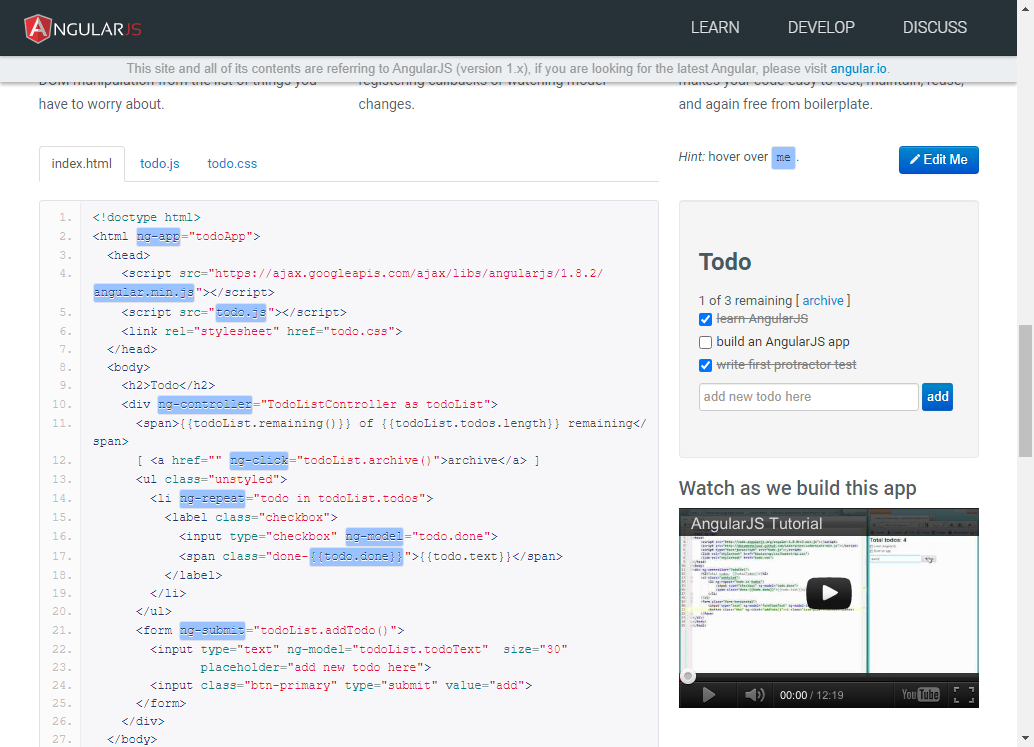 ANGULARJS
LEARN DEVELOP DISCUSS
This site and all of its contents are referring to AngularJS (version 1.x), if you are looking for the latest Angular, please visit angular.io.
DOM manipulation from the list of things you
have to worry about.
registering callbacks or watching model
changes.
makes your code easy to test, maintain, reuse,
and again free from boilerplate.
index.html todo.js todo.css
1. <!doctype html>
2. <html ng-app="todoApp">
3. <head>
4. <script src="https://ajax.googleapis.com/ajax/libs/angularjs/1.8.2/
angular.min.js"></script>
5. <script src="todo.js"></script>
6. <link rel="stylesheet" href="todo.css">
7. </head>
8. <body>
9. <h2>Todo</h2>
10. <div ng-controller="TodoListController as todoList">
11. <span>{{todoList.remaining()}} of {{todoList.todos.length}} remaining</
span>
12. [ <a href="" ng-click="todoList.archive()">archive</a> ]
13. <ul class="unstyled">
14. <li ng-repeat="todo in todoList.todos">
15. <label class="checkbox">
16. <input type="checkbox" ng-model="todo.done">
17. <span class="done-{{todo.done}}">{{todo.text}}</span>
18. </label>
19. </li>
20. </ul>
21. <form ng-submit="todoList.addTodo()">
22. <input type="text" ng-model="todoList.todoText" size="30"
23. placeholder="add new todo here">
24. <input class="btn-primary" type="submit" value="add">
25. </form>
26. </div>
27. </body>
Hint: hover over me.
Edit Me
Todo
1 of 3 remaining [ archive ]
learn AngularJS
build an AngularJS app
write first protractor test
add new todo here add
Watch as we build this app
AngularJS Tutorial
Total todos: 4
00:00 / 12:19 YouTube